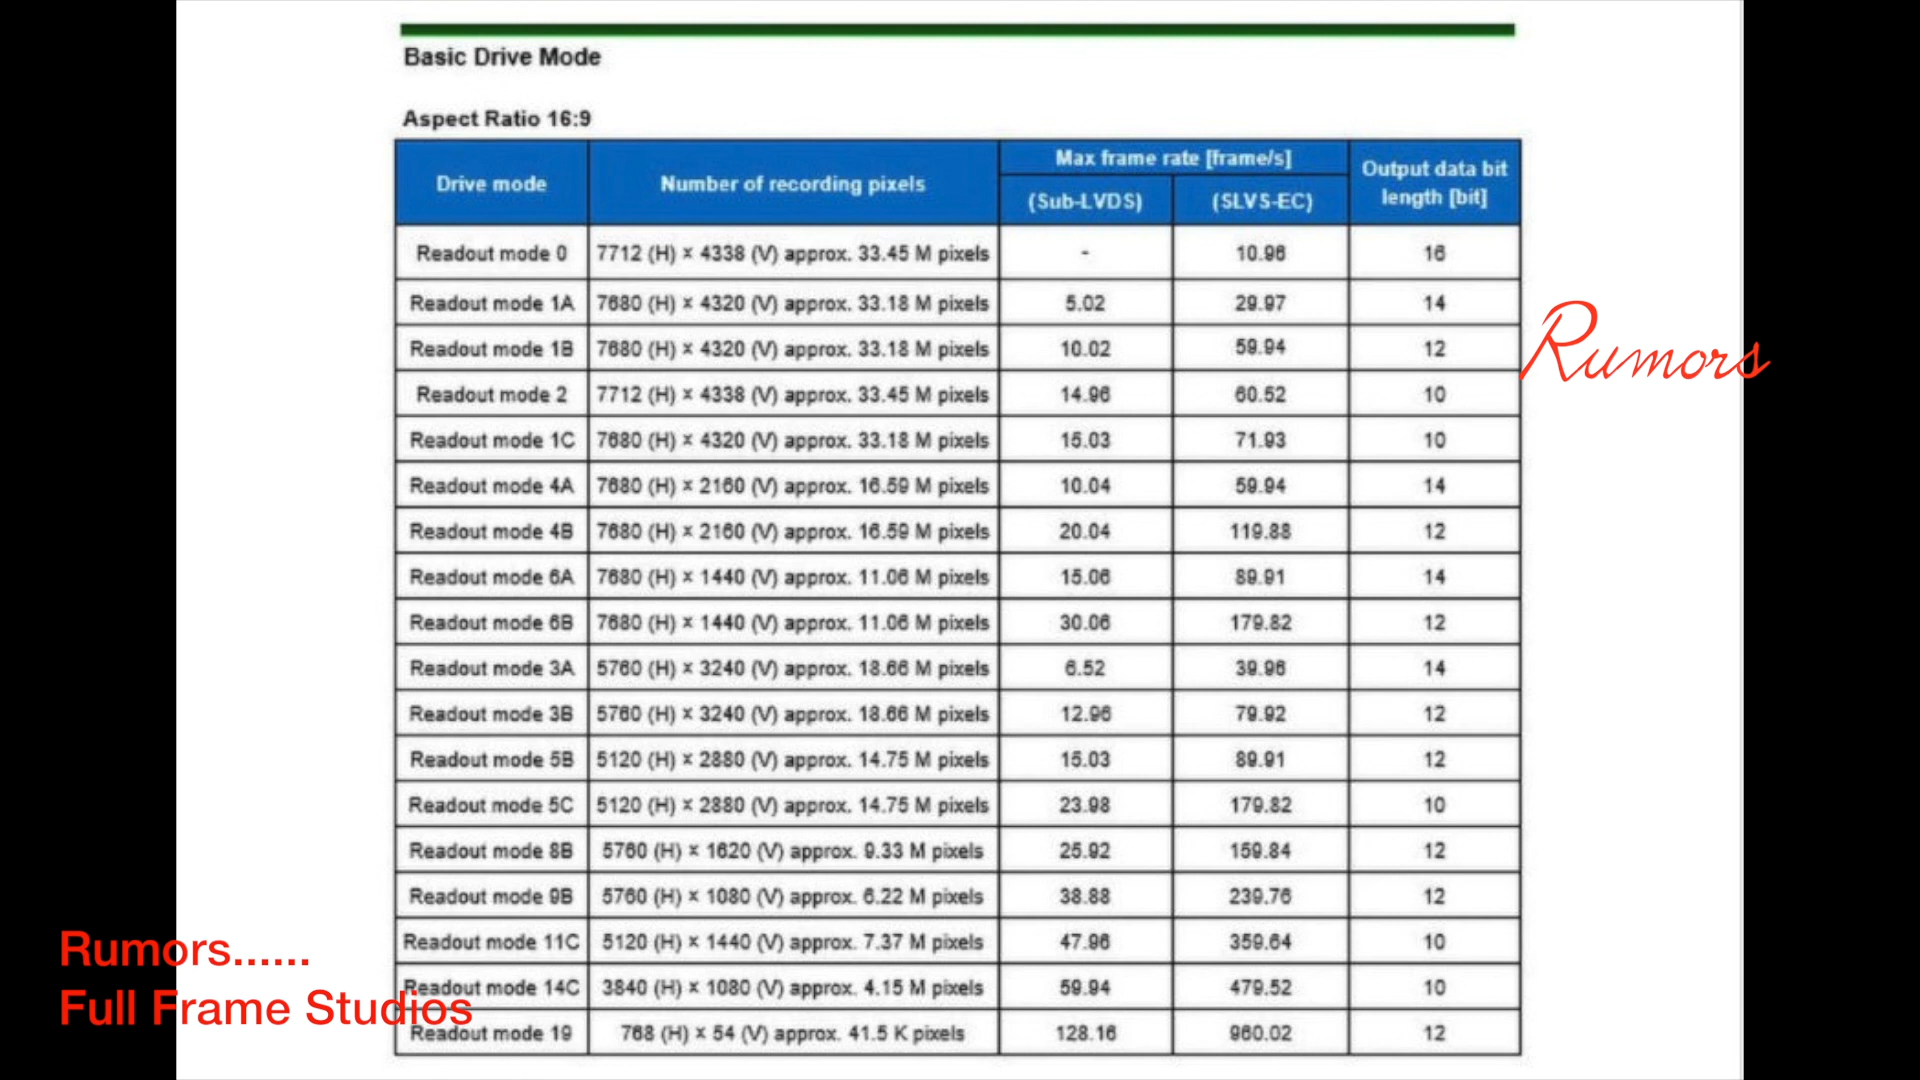 Basic Drive Mode
Aspect Ratio 16:9
Drive mode Number of recording pixels Max frame rate [frame/s] Output data bit length [bit]
(Sub-LVDS) (SLVS-EC)
Readout mode 0 7712 (H) × 4338 (V) approx. 33.45 M pixels - 10.96 16
Readout mode 1A 7680 (H) × 4320 (V) approx. 33.18 M pixels 5.02 29.97 14
Readout mode 1B 7680 (H) × 4320 (V) approx. 33.18 M pixels 10.02 59.94 12
Readout mode 2 7712 (H) × 4338 (V) approx. 33.45 M pixels 14.96 60.52 10
Readout mode 1C 7680 (H) × 4320 (V) approx. 33.18 M pixels 15.03 71.93 10
Readout mode 4A 7680 (H) × 2160 (V) approx. 16.59 M pixels 10.04 59.94 14
Readout mode 4B 7680 (H) × 2160 (V) approx. 16.59 M pixels 20.04 119.88 12
Readout mode 6A 7680 (H) × 1440 (V) approx. 11.06 M pixels 15.06 89.91 14
Readout mode 6B 7680 (H) × 1440 (V) approx. 11.06 M pixels 30.06 179.82 12
Readout mode 3A 5760 (H) × 3240 (V) approx. 18.66 M pixels 6.52 39.96 14
Readout mode 3B 5760 (H) × 3240 (V) approx. 18.66 M pixels 12.96 79.92 12
Readout mode 5B 5120 (H) × 2880 (V) approx. 14.75 M pixels 15.03 89.91 12
Readout mode 5C 5120 (H) × 2880 (V) approx. 14.75 M pixels 23.98 179.82 10
Readout mode 8B 5760 (H) × 1620 (V) approx. 9.33 M pixels 25.92 159.84 12
Readout mode 9B 5760 (H) × 1080 (V) approx. 6.22 M pixels 38.88 239.76 12
Readout mode 11C 5120 (H) × 1440 (V) approx. 7.37 M pixels 47.96 359.64 10
Readout mode 14C 3840 (H) × 1080 (V) approx. 4.15 M pixels 59.94 479.52 10
Readout mode 19 768 (H) × 54 (V) approx. 41.5 K pixels 128.16 960.02 12
Rumors
Rumors......
Full Frame Studios